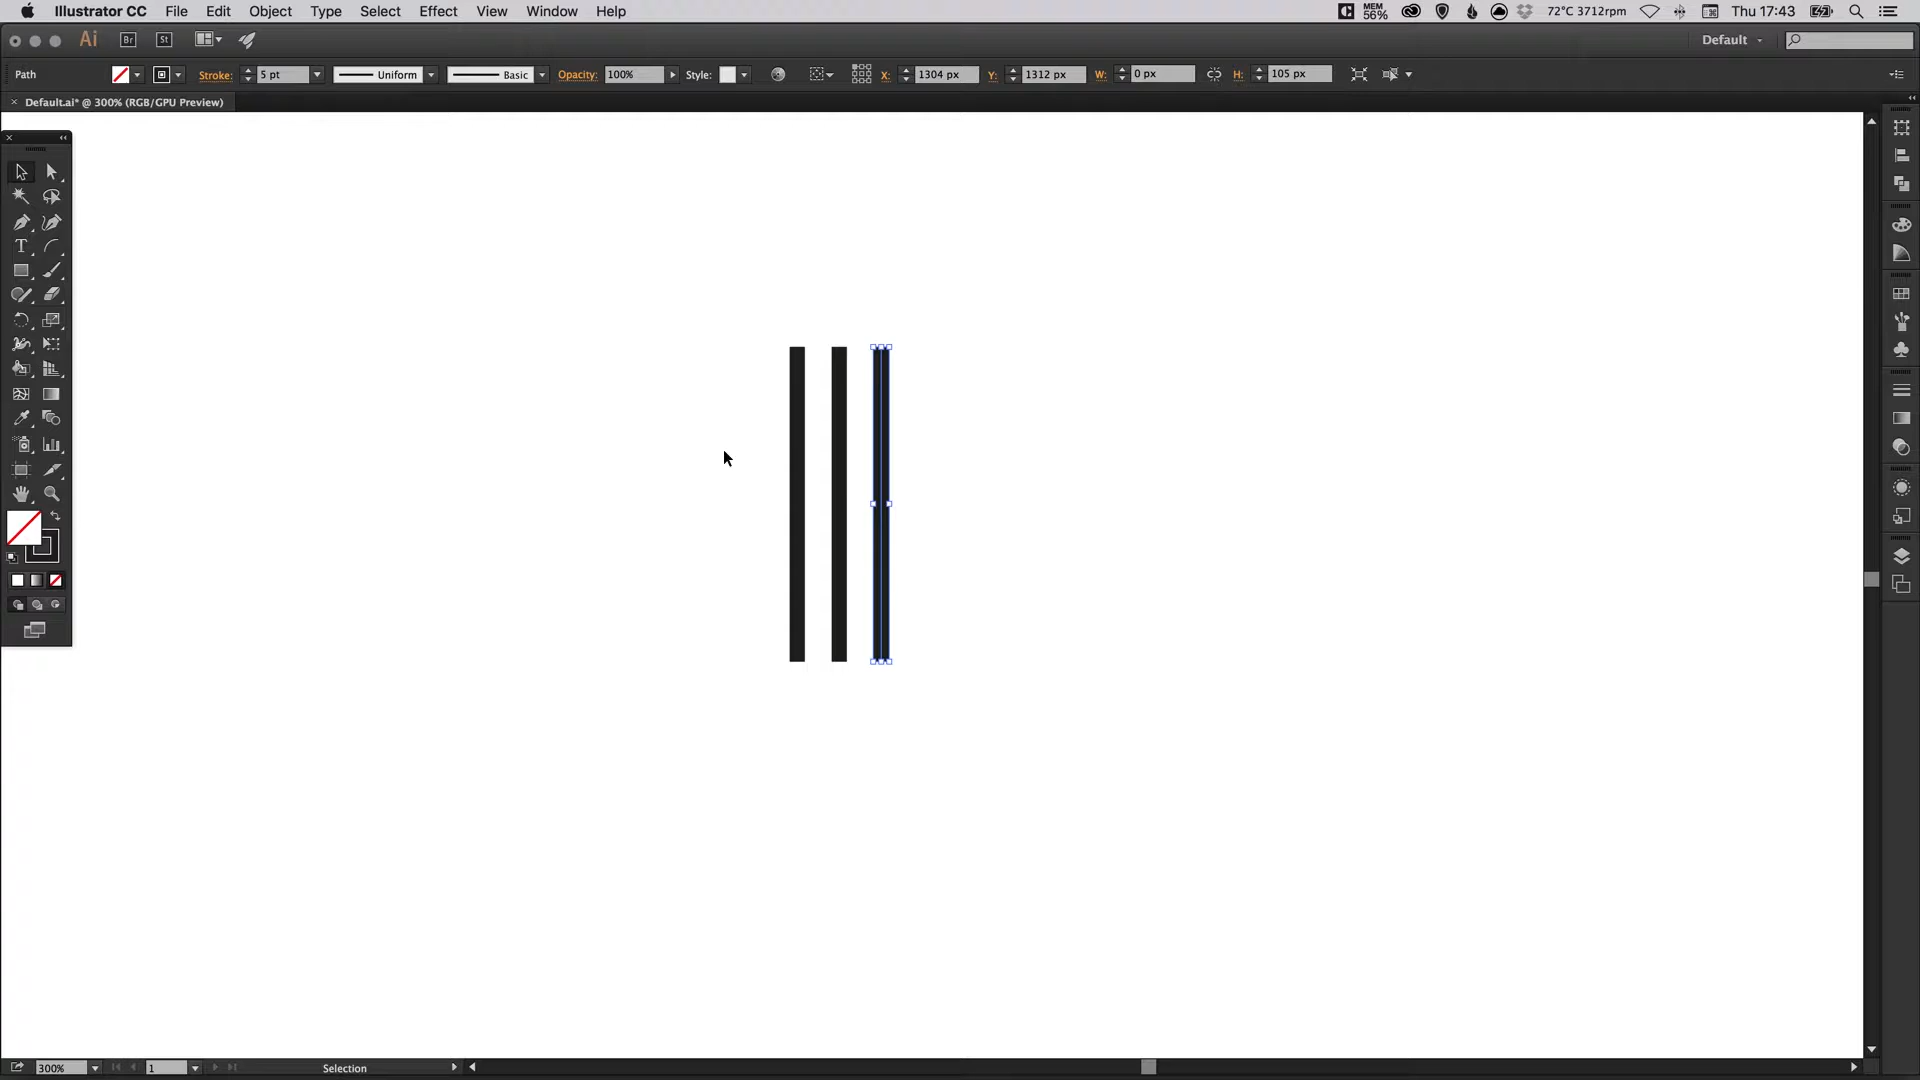 Illustrator CC File Edit Object Type Select Effect View Window Help MEM 56% 72°C 3712rpm Thu 17:43
Ai Br St Default
Path Stroke: 5 pt Uniform Basic Opacity: 100% Style: X: 1304 px Y: 1312 px W: 0 px H: 105 px
× Default.ai* @ 300% (RGB/GPU Preview)
T
300% 1 Selection